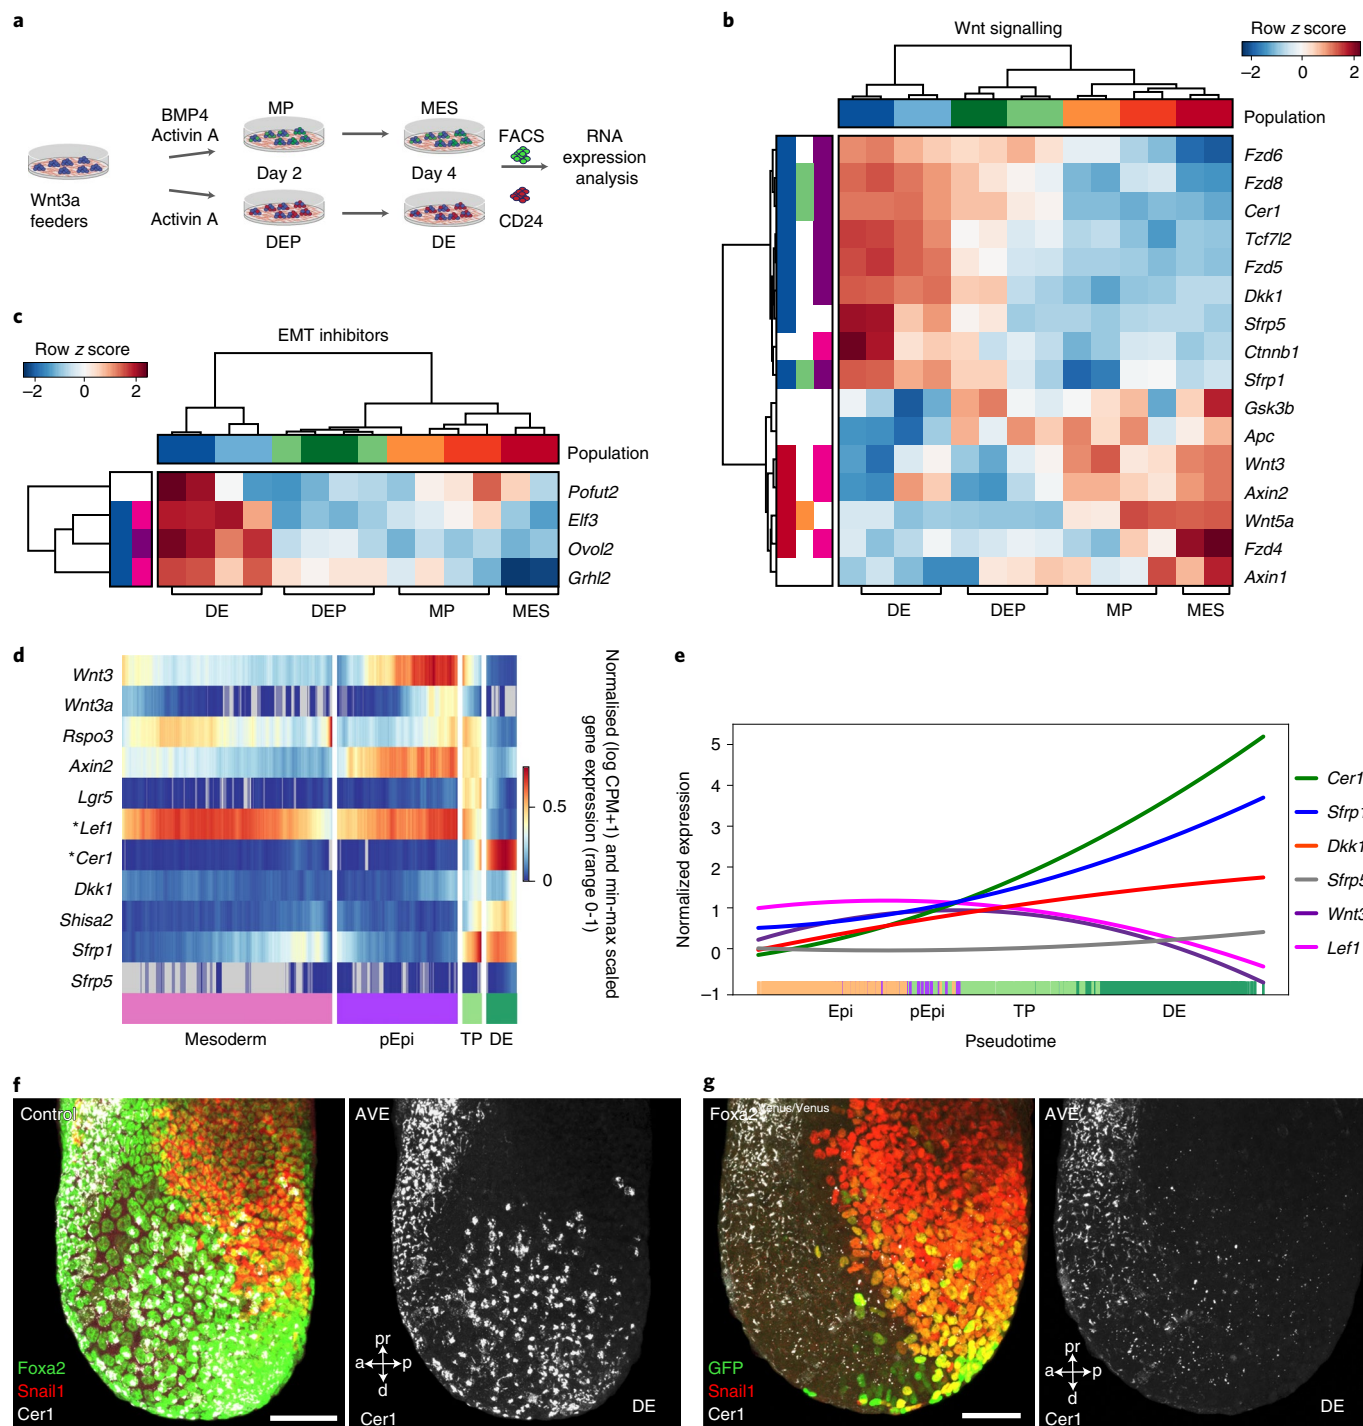 a
BMP4
Activin A
Wnt3a
feeders
Activin A
MP
Day 2
DEP
MES
Day 4
DE
FACS
CD24
RNA
expression
analysis
b
Wnt signalling
Row z score
−2 0 2
Population
Fzd6
Fzd8
Cer1
Tcf7l2
Fzd5
Dkk1
Sfrp5
Ctnnb1
Sfrp1
Gsk3b
Apc
Wnt3
Axin2
Wnt5a
Fzd4
Axin1
DE DEP MP MES
c
EMT inhibitors
Row z score
−2 0 2
Population
Pofut2
Elf3
Ovol2
Grhl2
DE DEP MP MES
d
Wnt3
Wnt3a
Rspo3
Axin2
Lgr5
*Lef1
*Cer1
Dkk1
Shisa2
Sfrp1
Sfrp5
Mesoderm pEpi TP DE
0.5
0
Normalised (log CPM+1) and min-max scaled
gene expression (range 0-1)
e
Normalized expression
5
4
3
2
1
0
−1
Epi pEpi TP DE
Pseudotime
Cer1
Sfrp1
Dkk1
Sfrp5
Wnt3
Lef1
f
Control
Foxa2
Snail1
Cer1
AVE
pr
a p
d
Cer1
DE
g
Foxa2Venus/Venus
GFP
Snail1
Cer1
AVE
pr
a p
d
Cer1
DE